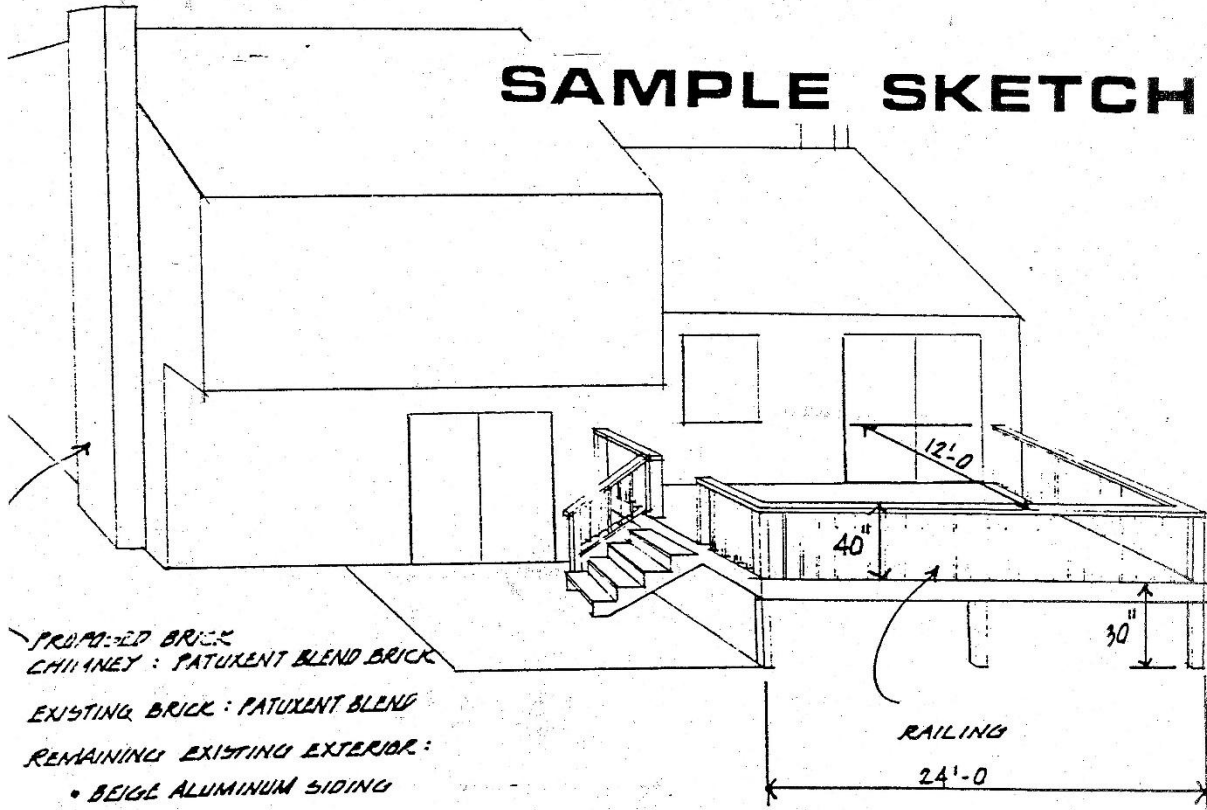 SAMPLE SKETCH
12'-0
40"
30"
PROPOSED BRICK
CHIMNEY : PATUXENT BLEND BRICK
EXISTING BRICK : PATUXENT BLEND
REMAINING EXISTING EXTERIOR :
• BEIGE ALUMINUM SIDING
RAILING
24'-0